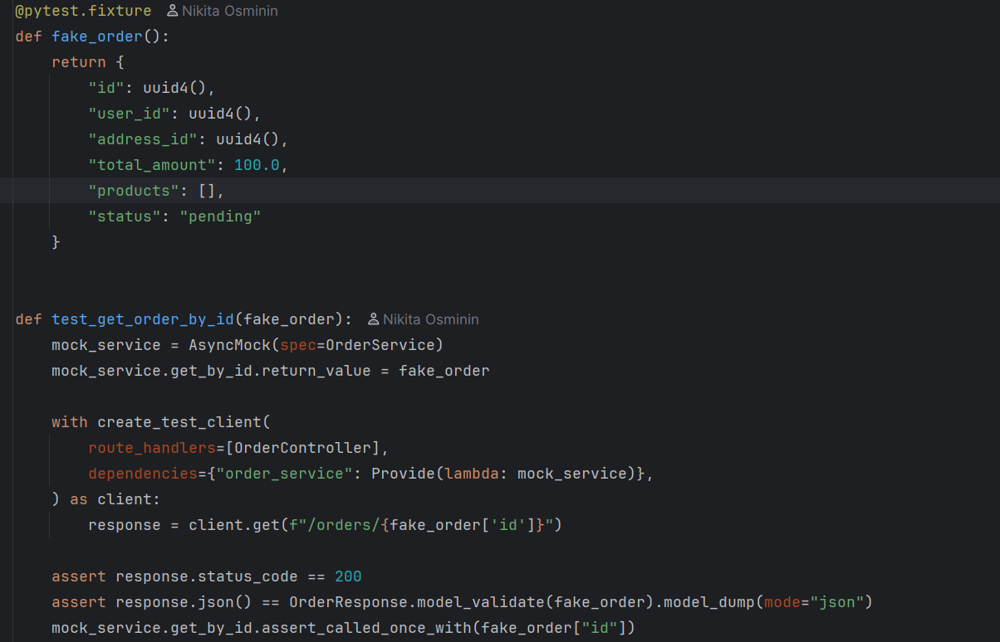 @pytest.fixture Nikita Osminin
def fake_order():
    return {
        "id": uuid4(),
        "user_id": uuid4(),
        "address_id": uuid4(),
        "total_amount": 100.0,
        "products": [],
        "status": "pending"
    }
def test_get_order_by_id(fake_order): Nikita Osminin
    mock_service = AsyncMock(spec=OrderService)
    mock_service.get_by_id.return_value = fake_order
    with create_test_client(
        route_handlers=[OrderController],
        dependencies={"order_service": Provide(lambda: mock_service)},
    ) as client:
        response = client.get(f"/orders/{fake_order['id']}")
    assert response.status_code == 200
    assert response.json() == OrderResponse.model_validate(fake_order).model_dump(mode="json")
    mock_service.get_by_id.assert_called_once_with(fake_order["id"])